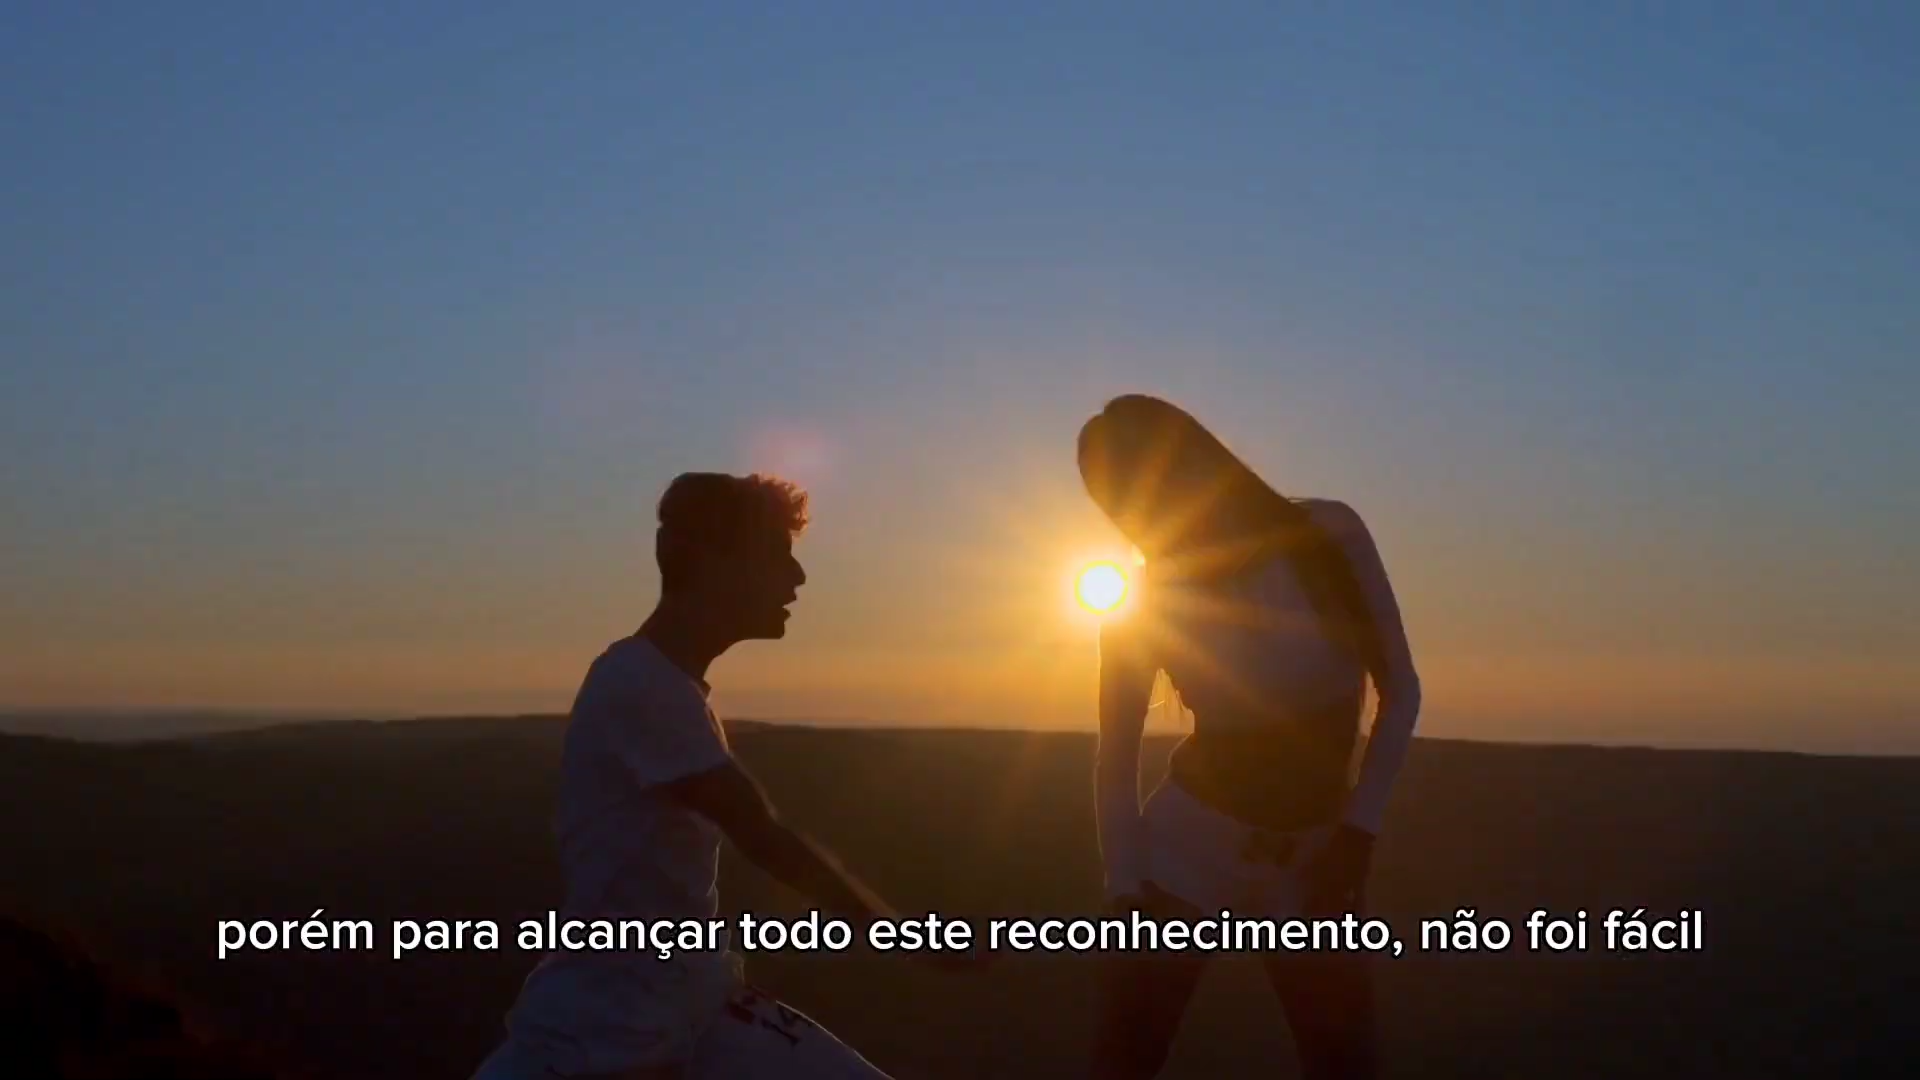 porém para alcançar todo este reconhecimento, não foi fácil